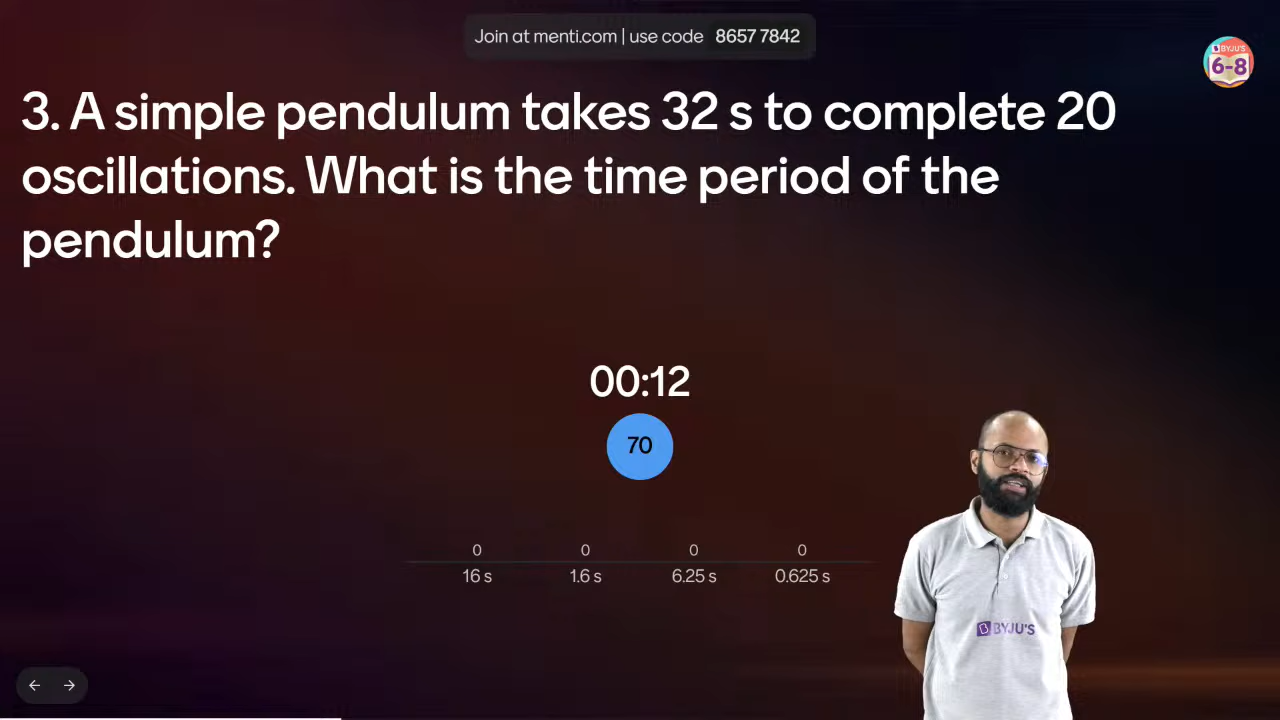 Join at menti.com | use code 8657 7842
BYJU'S
6-8
3. A simple pendulum takes 32 s to complete 20
oscillations. What is the time period of the
pendulum?
00:12
70
0 0 0 0
16 s 1.6 s 6.25 s 0.625 s
BYJU'S